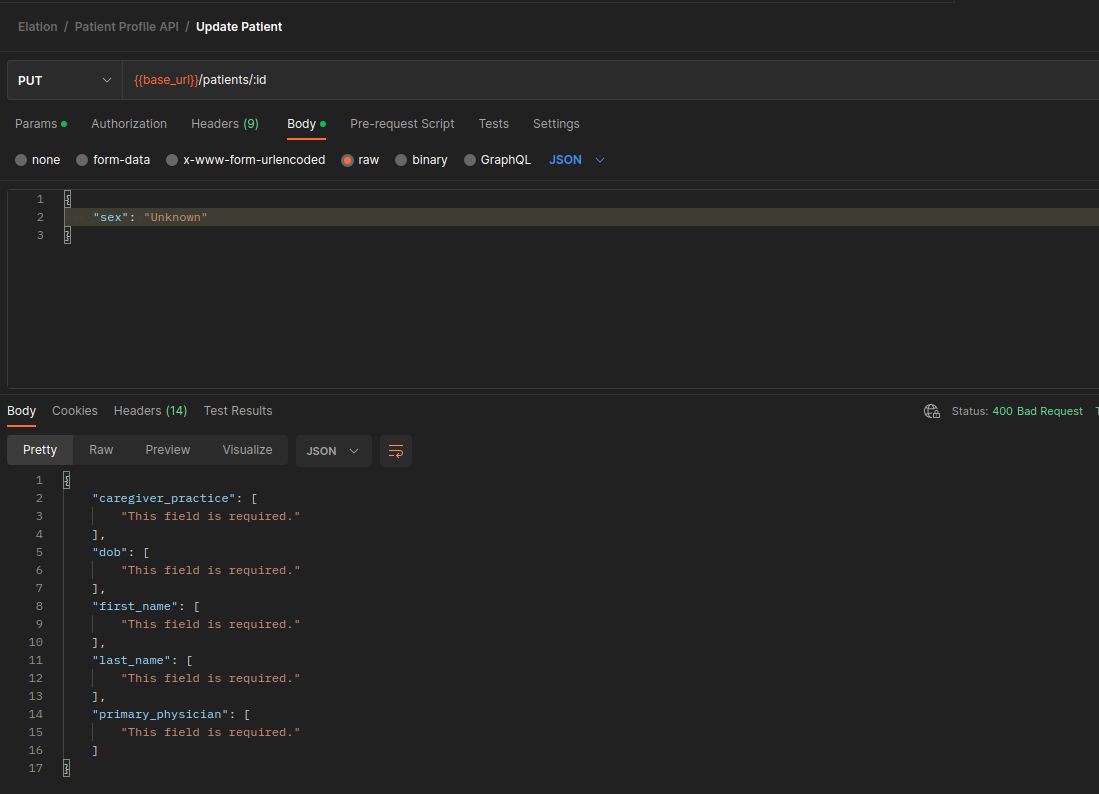 Elation / Patient Profile API / Update Patient
PUT {{base_url}}/patients/:id
Params Authorization Headers (9) Body Pre-request Script Tests Settings
none form-data x-www-form-urlencoded raw binary GraphQL JSON
1 {
2 "sex": "Unknown"
3 }
Body Cookies Headers (14) Test Results Status: 400 Bad Request
Pretty Raw Preview Visualize JSON
1 {
2 "caregiver_practice": [
3 "This field is required."
4 ],
5 "dob": [
6 "This field is required."
7 ],
8 "first_name": [
9 "This field is required."
10 ],
11 "last_name": [
12 "This field is required."
13 ],
14 "primary_physician": [
15 "This field is required."
16 ]
17 }